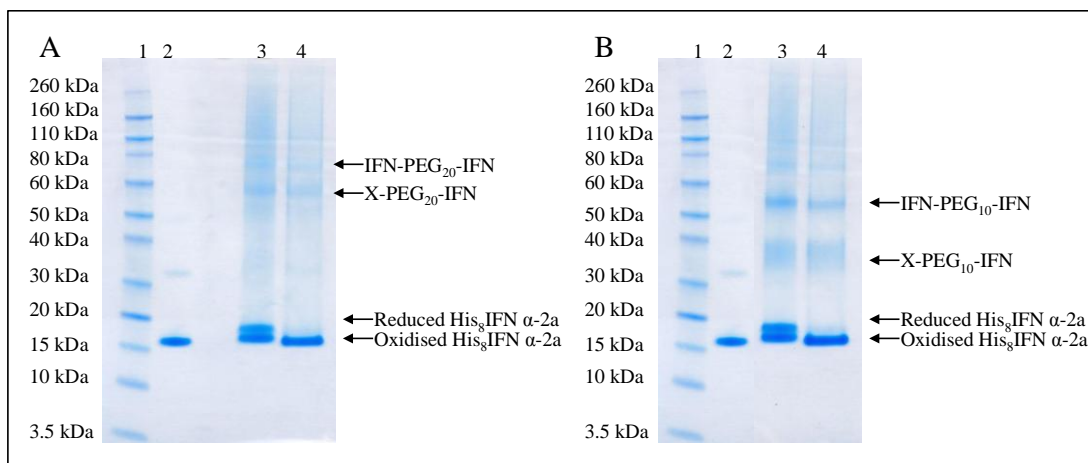 A
1 2 3 4
260 kDa
160 kDa
110 kDa
80 kDa
60 kDa
50 kDa
40 kDa
30 kDa
20 kDa
15 kDa
10 kDa
3.5 kDa
IFN-PEG₂₀-IFN
X-PEG₂₀-IFN
Reduced His₈IFN α-2a
Oxidised His₈IFN α-2a
B
1 2 3 4
260 kDa
160 kDa
110 kDa
80 kDa
60 kDa
50 kDa
40 kDa
30 kDa
20 kDa
15 kDa
10 kDa
3.5 kDa
IFN-PEG₁₀-IFN
X-PEG₁₀-IFN
Reduced His₈IFN α-2a
Oxidised His₈IFN α-2a